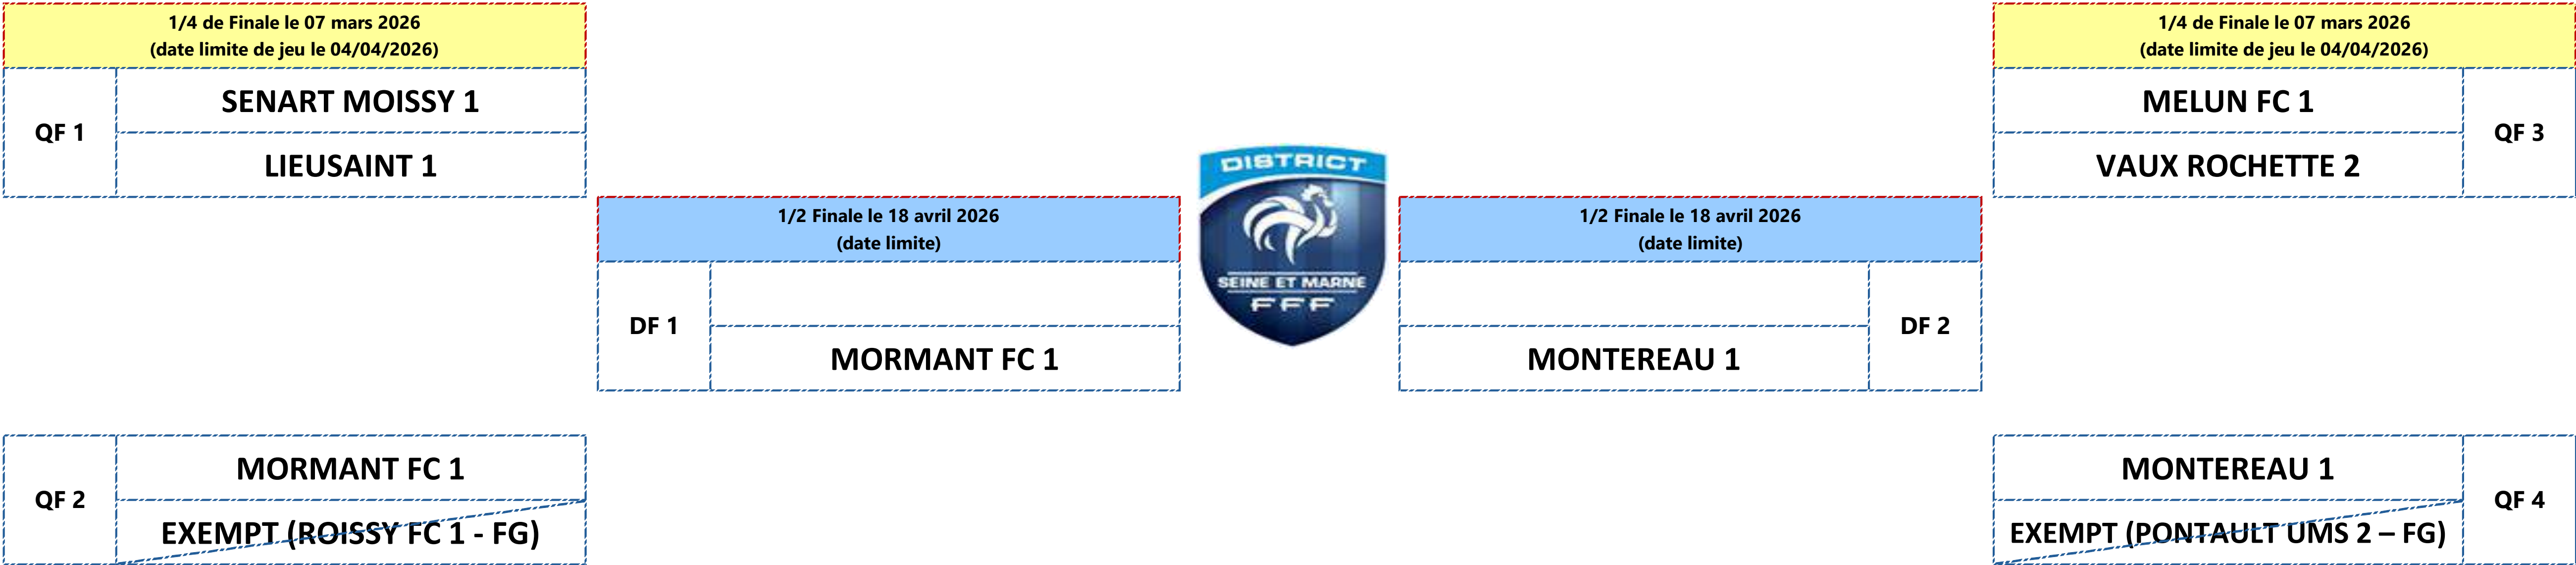 1/4 de Finale le 07 mars 2026
(date limite de jeu le 04/04/2026)
QF 1
SENART MOISSY 1
LIEUSAINT 1
1/4 de Finale le 07 mars 2026
(date limite de jeu le 04/04/2026)
MELUN FC 1
VAUX ROCHETTE 2
QF 3
1/2 Finale le 18 avril 2026
(date limite)
DF 1
MORMANT FC 1
DISTRICT
SEINE ET MARNE
FFF
1/2 Finale le 18 avril 2026
(date limite)
MONTEREAU 1
DF 2
QF 2
MORMANT FC 1
EXEMPT (ROISSY FC 1 - FG)
MONTEREAU 1
EXEMPT (PONTAULT UMS 2 – FG)
QF 4